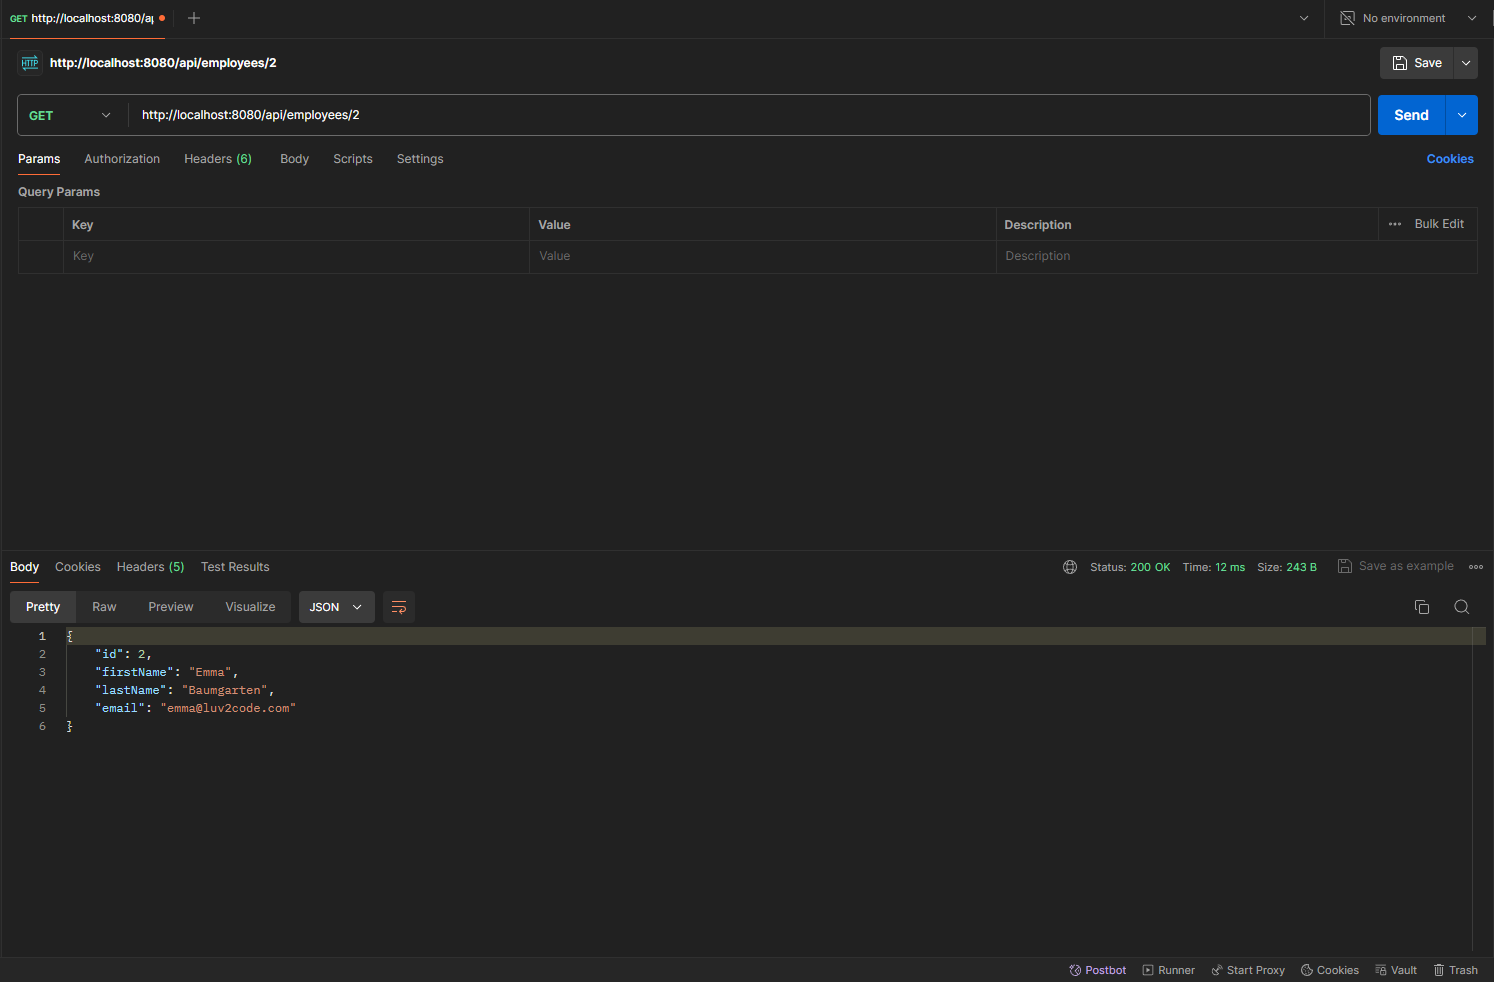 GET http://localhost:8080/ap
No environment
HTTP http://localhost:8080/api/employees/2
Save
GET http://localhost:8080/api/employees/2
Send
Params Authorization Headers (6) Body Scripts Settings Cookies
Query Params
Key Value Description ••• Bulk Edit
Key Value Description
Body Cookies Headers (5) Test Results Status: 200 OK Time: 12 ms Size: 243 B Save as example
Pretty Raw Preview Visualize JSON
1 {
2 "id": 2,
3 "firstName": "Emma",
4 "lastName": "Baumgarten",
5 "email": "emma@luv2code.com"
6 }
Postbot Runner Start Proxy Cookies Vault Trash